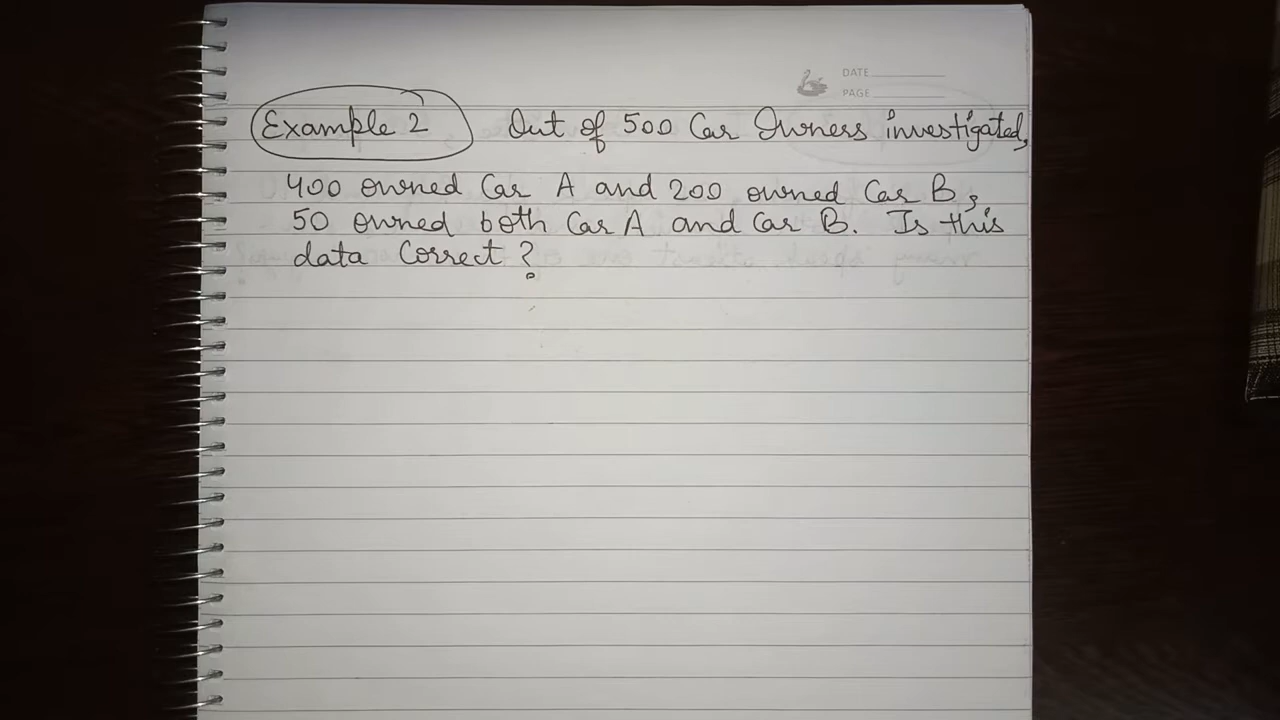 DATE
PAGE
Example 2 Out of 500 Car Owners investigated,
400 owned Car A and 200 owned Car B,
50 owned both Car A and Car B. Is this
data Correct ?